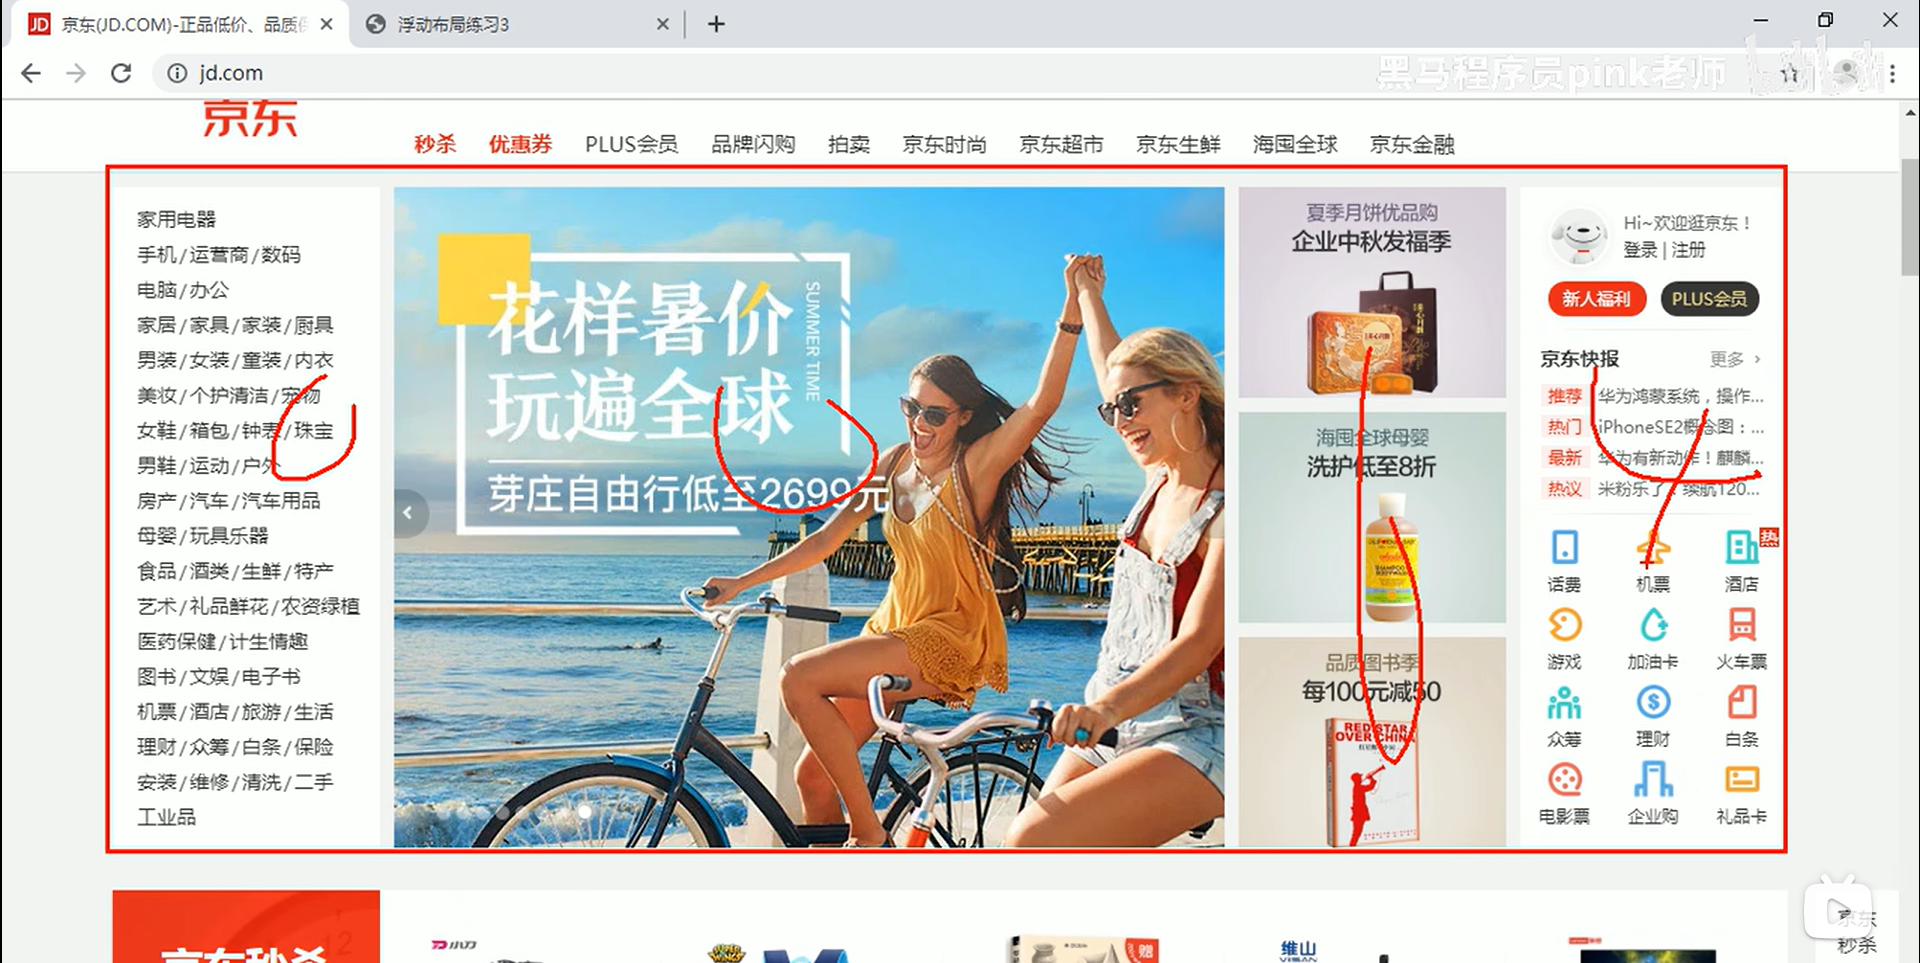 京东(JD.COM)-正品低价、品质保
浮动布局练习3
jd.com
黑马程序员pink老师
bilibili
京东
秒杀 优惠券 PLUS会员 品牌闪购 拍卖 京东时尚 京东超市 京东生鲜 海囤全球 京东金融
家用电器
手机/运营商/数码
电脑/办公
家居/家具/家装/厨具
男装/女装/童装/内衣
美妆/个护清洁/宠物
女鞋/箱包/钟表/珠宝
男鞋/运动/户外
房产/汽车/汽车用品
母婴/玩具乐器
食品/酒类/生鲜/特产
艺术/礼品鲜花/农资绿植
医药保健/计生情趣
图书/文娱/电子书
机票/酒店/旅游/生活
理财/众筹/白条/保险
安装/维修/清洗/二手
工业品
花样暑价
玩遍全球
SUMMER TIME
芽庄自由行低至2699元
夏季月饼优品购
企业中秋发福季
海囤全球母婴
洗护低至8折
品质图书季
每100元减50
RED STAR
OVER CHINA
Hi~欢迎逛京东！
登录 | 注册
新人福利 PLUS会员
京东快报 更多 >
推荐 华为鸿蒙系统，操作...
热门 iPhoneSE2概念图：...
最新 华为有新动作！麒麟...
热议 米粉乐了！续航120...
热
话费 机票 酒店
游戏 加油卡 火车票
众筹 理财 白条
电影票 企业购 礼品卡
京东秒杀
小刀
SUPER WINGS
赠
维山
京东
秒杀